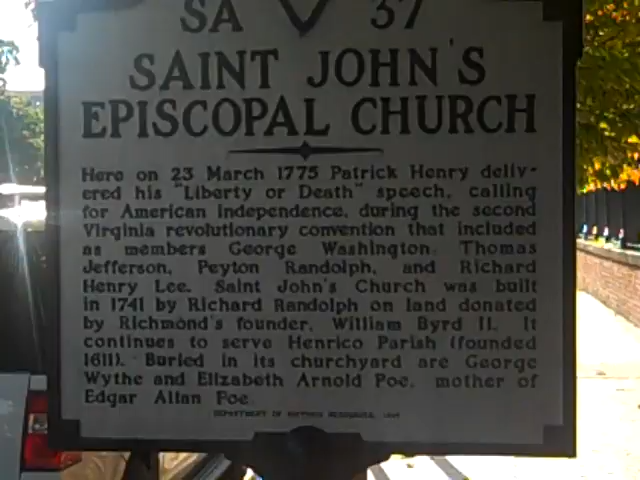 SA 37
SAINT JOHN'S
EPISCOPAL CHURCH
Here on 23 March 1775 Patrick Henry deliv-
ered his "Liberty or Death" speech, calling
for American independence, during the second
Virginia revolutionary convention that included
as members George Washington, Thomas
Jefferson, Peyton Randolph, and Richard
Henry Lee. Saint John's Church was built
in 1741 by Richard Randolph on land donated
by Richmond's founder, William Byrd II. It
continues to serve Henrico Parish (founded
1611). Buried in its churchyard are George
Wythe and Elizabeth Arnold Poe, mother of
Edgar Allan Poe.
DEPARTMENT OF HISTORIC RESOURCES,